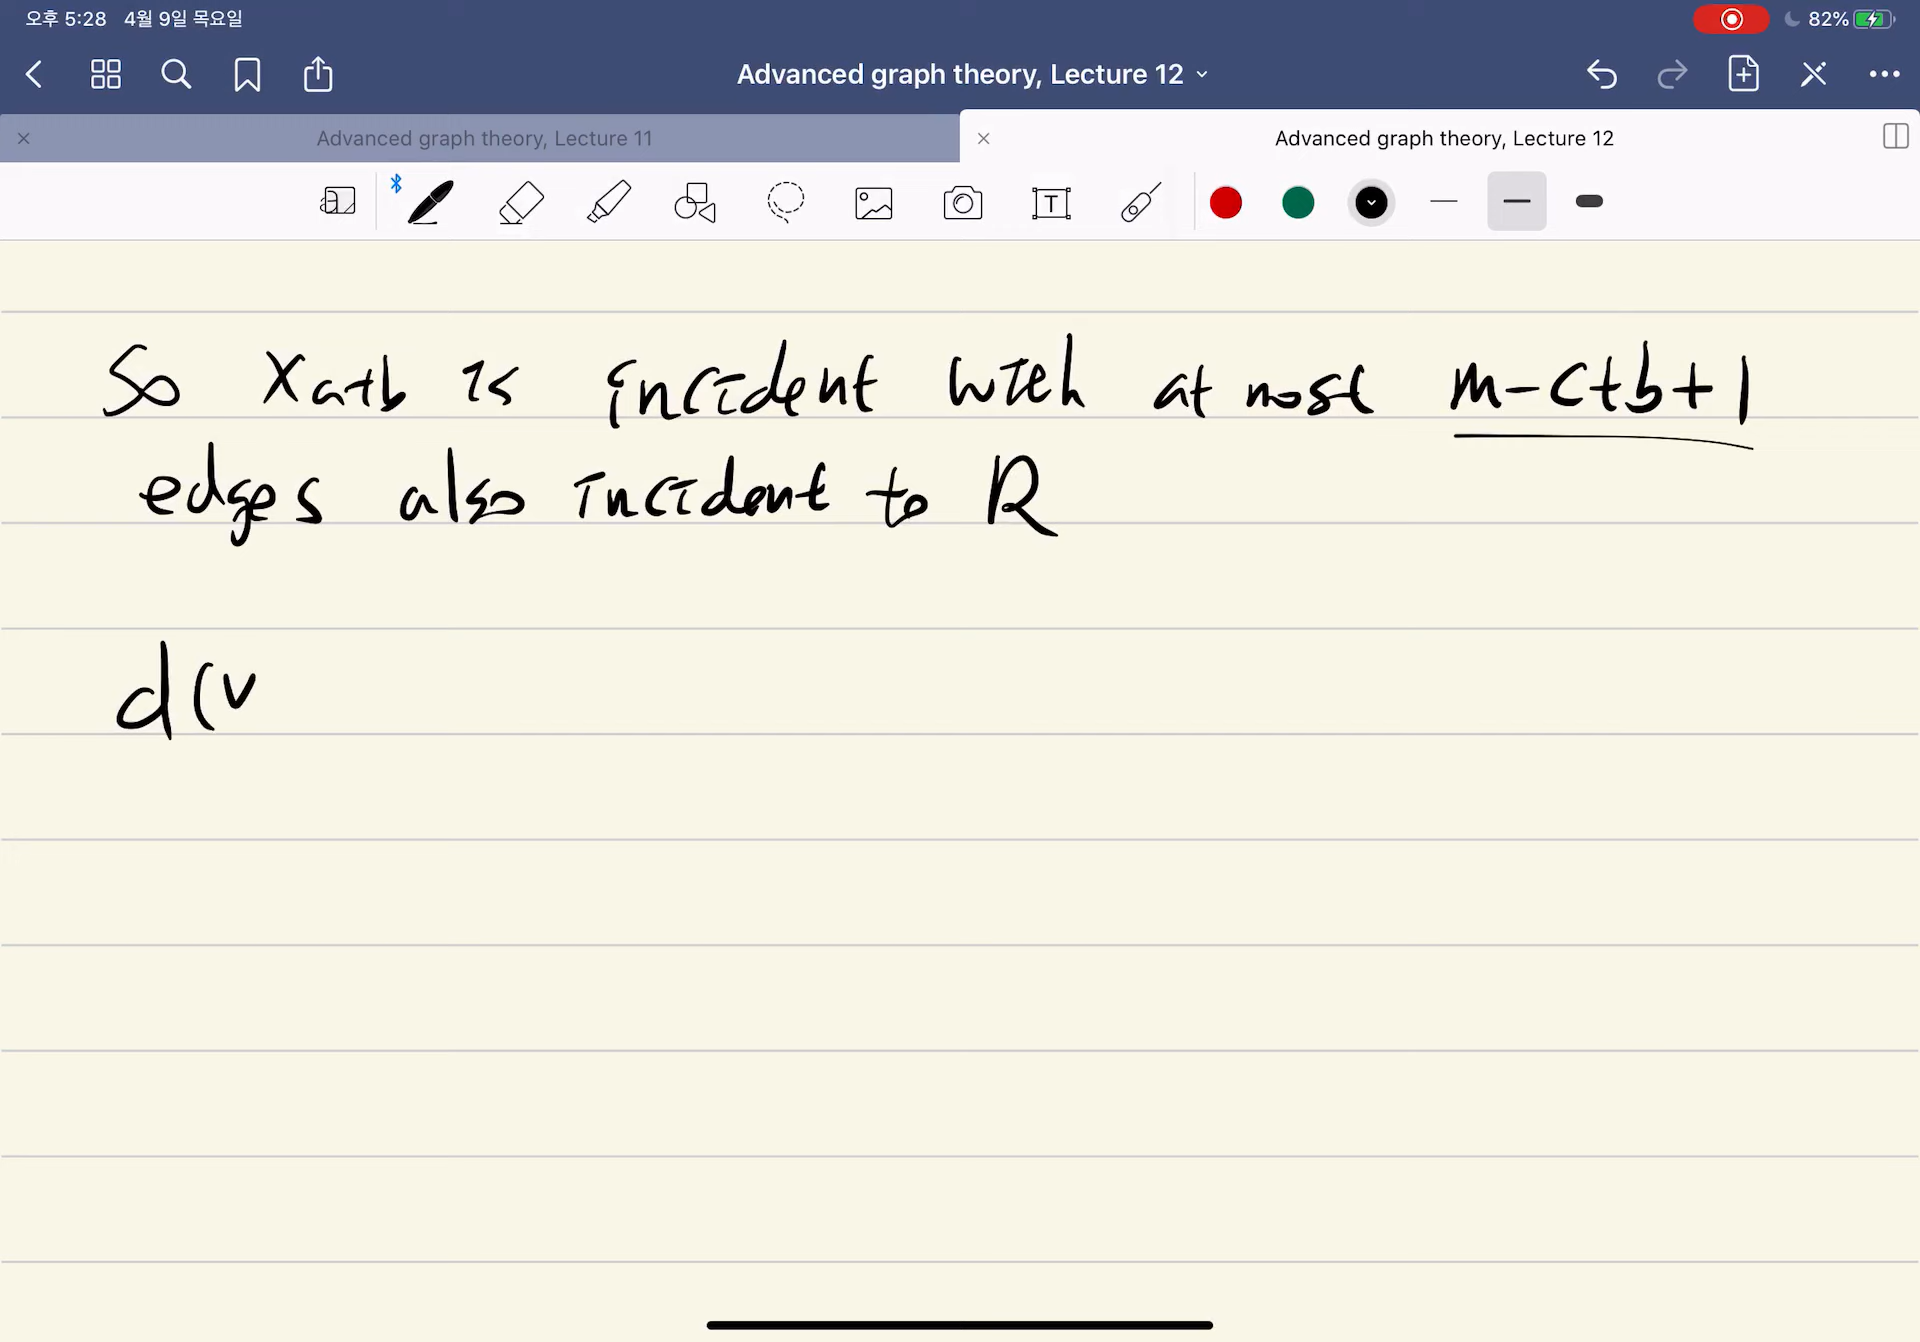 오후 5:28 4월 9일 목요일
82%
Advanced graph theory, Lecture 12
Advanced graph theory, Lecture 11
Advanced graph theory, Lecture 12
So Xa+b is incident with at most m-c+b+1
edges also incident to R
d(v